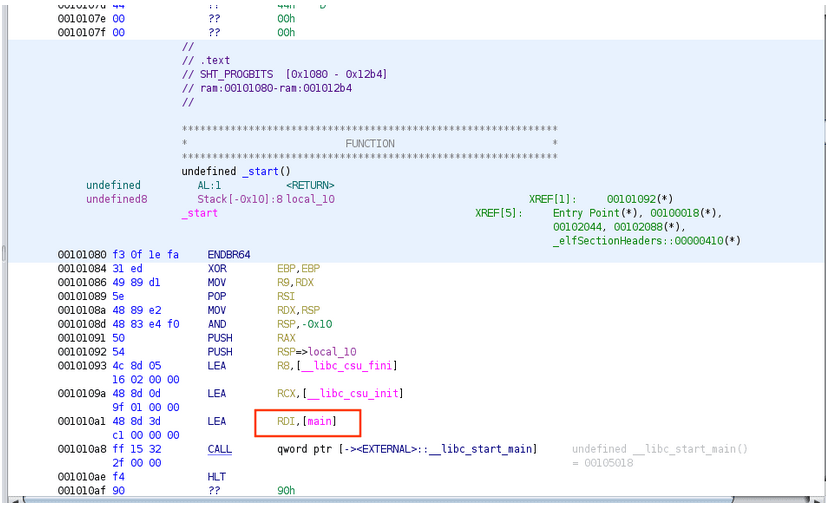 0010107d 44 ?? 44h D
0010107e 00 ?? 00h
0010107f 00 ?? 00h
//
// .text
// SHT_PROGBITS [0x1080 - 0x12b4]
// ram:00101080-ram:001012b4
//
**************************************************************
* FUNCTION *
**************************************************************
undefined _start()
undefined AL:1 <RETURN>
undefined8 Stack[-0x10]:8 local_10 XREF[1]: 00101092(*)
_start XREF[5]: Entry Point(*), 00100018(*),
00102044, 00102088(*),
_elfSectionHeaders::00000410(*)
00101080 f3 0f 1e fa ENDBR64
00101084 31 ed XOR EBP,EBP
00101086 49 89 d1 MOV R9,RDX
00101089 5e POP RSI
0010108a 48 89 e2 MOV RDX,RSP
0010108d 48 83 e4 f0 AND RSP,-0x10
00101091 50 PUSH RAX
00101092 54 PUSH RSP=>local_10
00101093 4c 8d 05 LEA R8,[__libc_csu_fini]
16 02 00 00
0010109a 48 8d 0d LEA RCX,[__libc_csu_init]
9f 01 00 00
001010a1 48 8d 3d LEA RDI,[main]
c1 00 00 00
001010a8 ff 15 32 CALL qword ptr [-><EXTERNAL>::__libc_start_main] undefined __libc_start_main()
2f 00 00 = 00105018
001010ae f4 HLT
001010af 90 ?? 90h